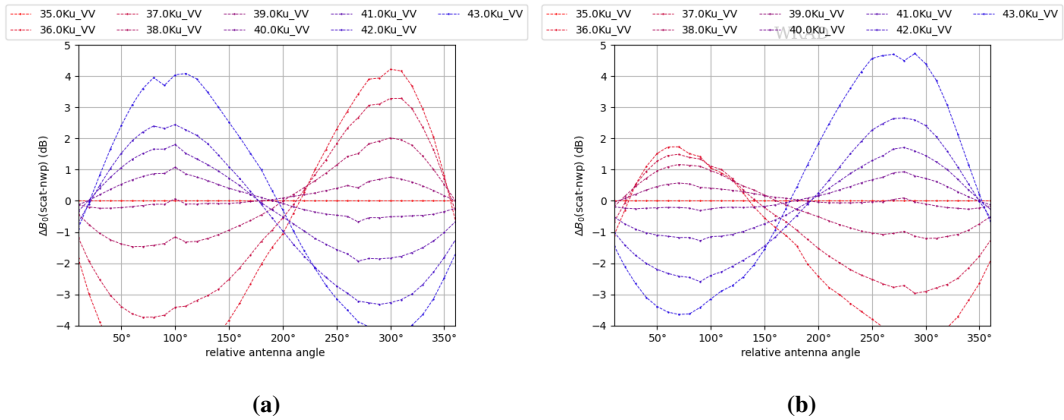 35.0Ku_VV 37.0Ku_VV 39.0Ku_VV 41.0Ku_VV 43.0Ku_VV
36.0Ku_VV 38.0Ku_VV 40.0Ku_VV 42.0Ku_VV
5
4
3
2
1
0
−1
−2
−3
−4
ΔB₀(scat-nwp) (dB)
50° 100° 150° 200° 250° 300° 350°
relative antenna angle
(a)
35.0Ku_VV 37.0Ku_VV 39.0Ku_VV 41.0Ku_VV 43.0Ku_VV
36.0Ku_VV 38.0Ku_VV 40.0Ku_VV 42.0Ku_VV
5
4
3
2
1
0
−1
−2
−3
−4
ΔB₀(scat-nwp) (dB)
50° 100° 150° 200° 250° 300° 350°
relative antenna angle
(b)